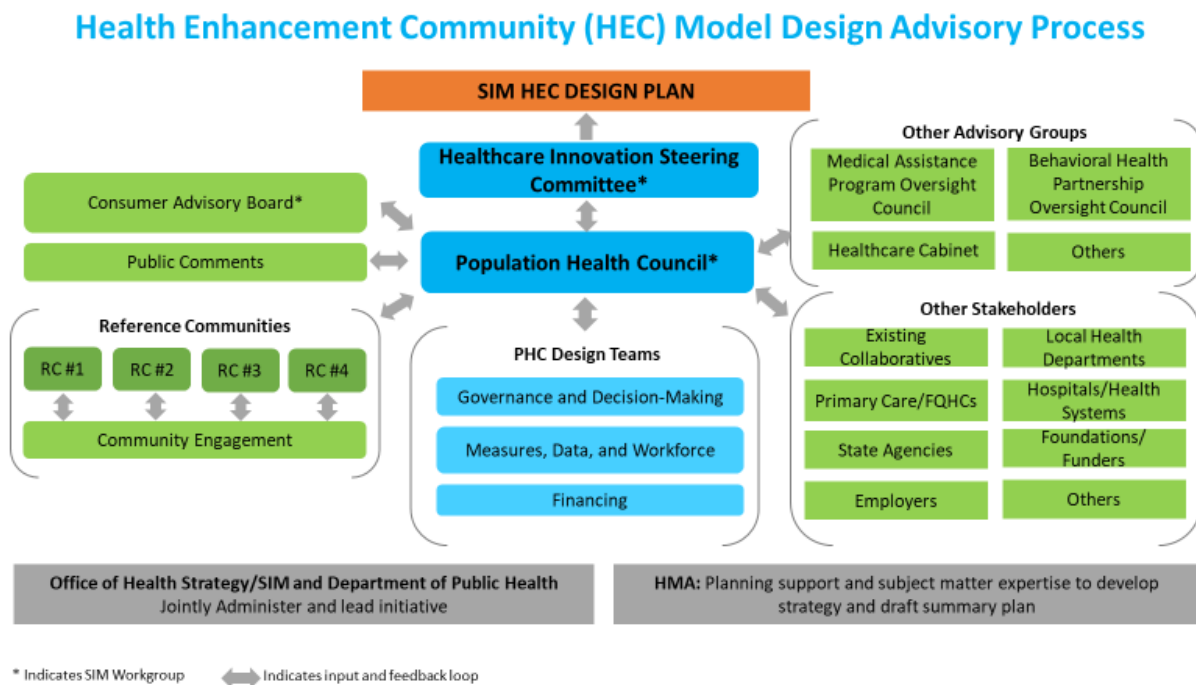 Health Enhancement Community (HEC) Model Design Advisory Process
SIM HEC DESIGN PLAN
Healthcare Innovation Steering
Committee*
Population Health Council*
Consumer Advisory Board*
Public Comments
Reference Communities
RC #1
RC #2
RC #3
RC #4
Community Engagement
PHC Design Teams
Governance and Decision-Making
Measures, Data, and Workforce
Financing
Other Advisory Groups
Medical Assistance
Program Oversight
Council
Behavioral Health
Partnership
Oversight Council
Healthcare Cabinet
Others
Other Stakeholders
Existing
Collaboratives
Local Health
Departments
Primary Care/FQHCs
Hospitals/Health
Systems
State Agencies
Foundations/
Funders
Employers
Others
Office of Health Strategy/SIM and Department of Public Health
Jointly Administer and lead initiative
HMA: Planning support and subject matter expertise to develop
strategy and draft summary plan
* Indicates SIM Workgroup
Indicates input and feedback loop